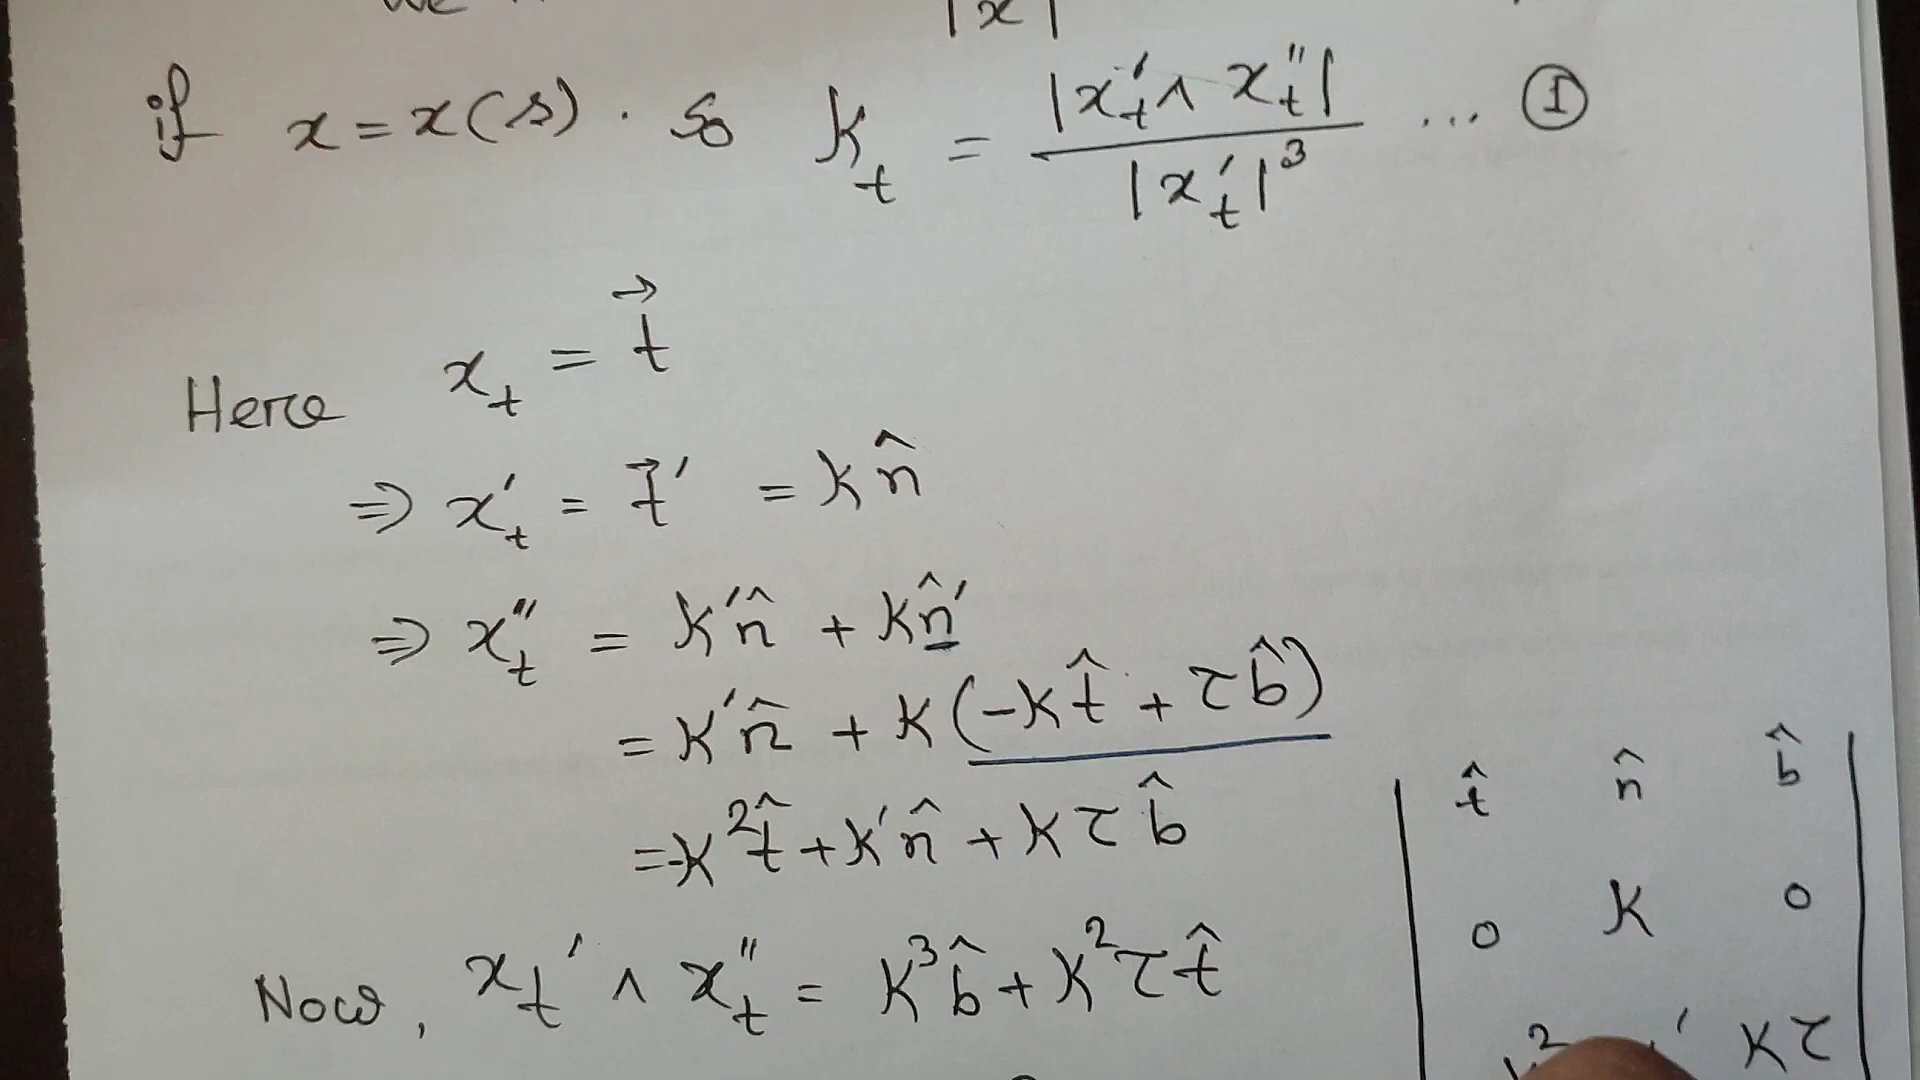 |x|
if x = x(s) . So K_t = |x_t' ∧ x_t''| / |x_t'|³ ... ①
Here x_t = t⃗
⇒ x_t' = t⃗' = K n̂
⇒ x_t'' = K' n̂ + K n̂'
= K' n̂ + K (-K t̂ + τ b̂)
= -K² t̂ + K' n̂ + K τ b̂
Now, x_t' ∧ x_t'' = K³ b̂ + K² τ t̂
t̂ n̂ b̂
0 K 0
² ' Kτ